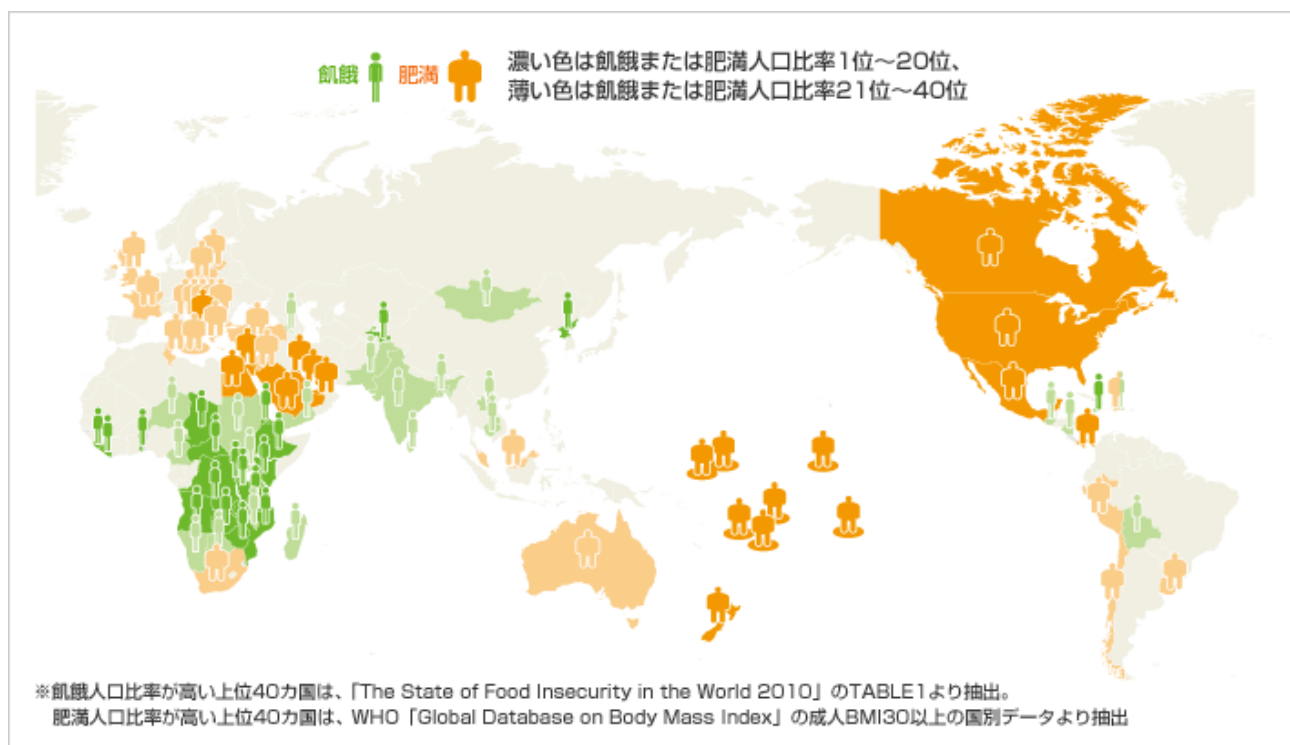 飢餓 肥満
濃い色は飢餓または肥満人口比率1位〜20位、
薄い色は飢餓または肥満人口比率21位〜40位
※飢餓人口比率が高い上位40カ国は、「The State of Food Insecurity in the World 2010」のTABLE1より抽出。
肥満人口比率が高い上位40カ国は、WHO「Global Database on Body Mass Index」の成人BMI30以上の国別データより抽出